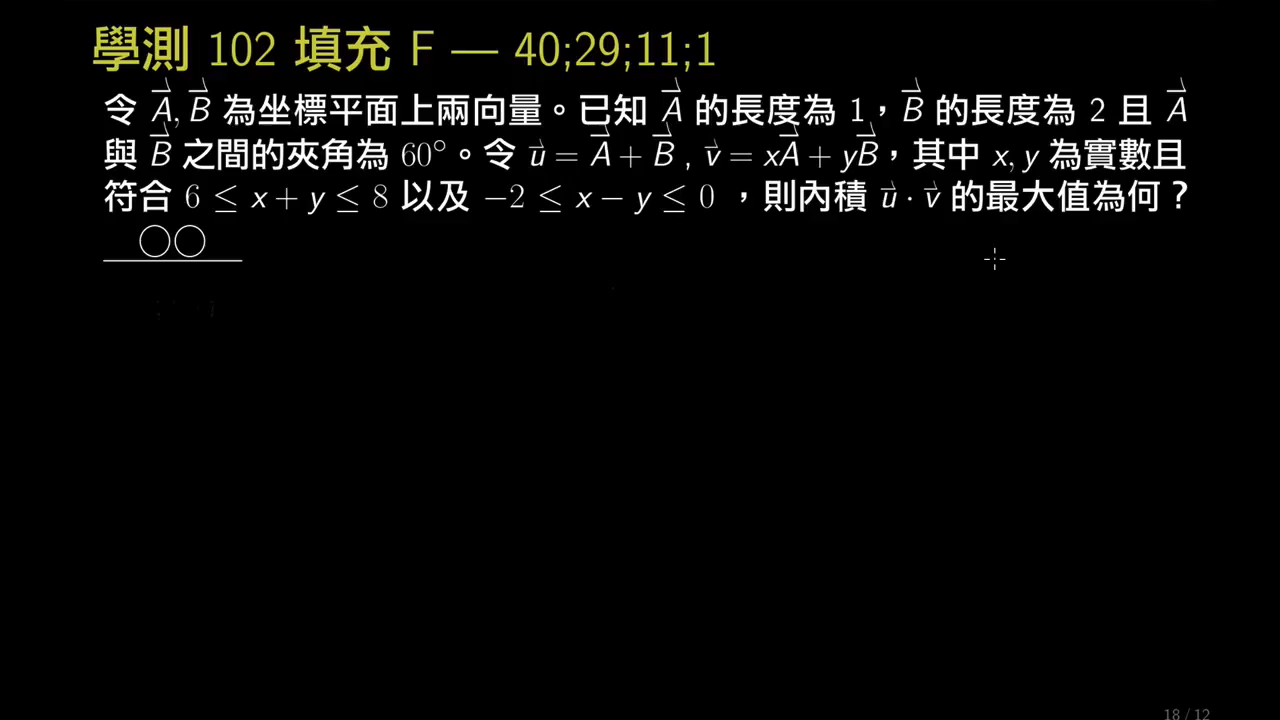 學測 102 填充 F — 40;29;11;1
令 A⃗, B⃗ 為坐標平面上兩向量。已知 A⃗ 的長度為 1，B⃗ 的長度為 2 且 A⃗
與 B⃗ 之間的夾角為 60°。令 u⃗ = A⃗ + B⃗ , v⃗ = xA⃗ + yB⃗，其中 x, y 為實數且
符合 6 ≤ x + y ≤ 8 以及 −2 ≤ x − y ≤ 0 ，則內積 u⃗ · v⃗ 的最大值為何？
○○
18 / 12